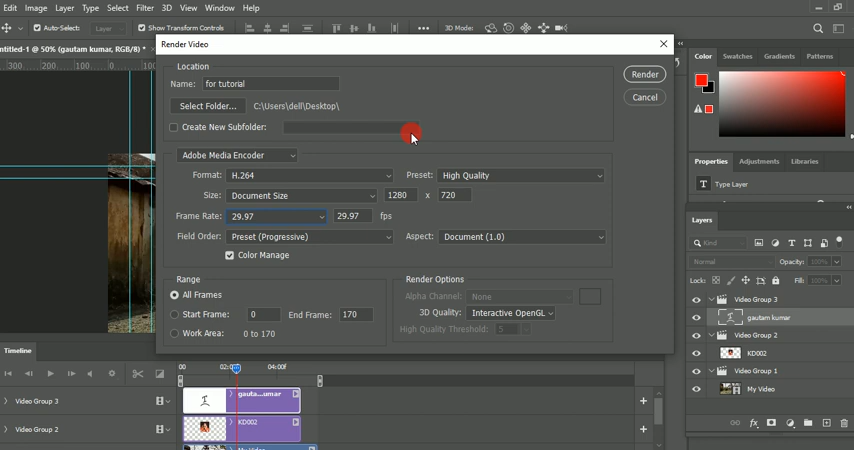 Edit Image Layer Type Select Filter 3D View Window Help
Auto-Select: Layer Show Transform Controls 3D Mode:
ntitled-1 @ 50% (gautam kumar, RGB/8) *
300 200 100
Render Video
Location
Name: for tutorial Render
Select Folder... C:\Users\dell\Desktop\ Cancel
Create New Subfolder:
Adobe Media Encoder
Format: H.264 Preset: High Quality
Size: Document Size 1280 x 720
Frame Rate: 29.97 29.97 fps
Field Order: Preset (Progressive) Aspect: Document (1.0)
Color Manage
Range Render Options
All Frames Alpha Channel: None
Start Frame: 0 End Frame: 170 3D Quality: Interactive OpenGL
Work Area: 0 to 170 High Quality Threshold: 5
Color Swatches Gradients Patterns
Properties Adjustments Libraries
T Type Layer
Layers
Kind
Normal Opacity: 100%
Lock: Fill: 100%
Video Group 3
gautam kumar
Video Group 2
KD002
Video Group 1
My Video
Timeline
00 04:00f
Video Group 3 gauta...umar
Video Group 2 KD002
My Video